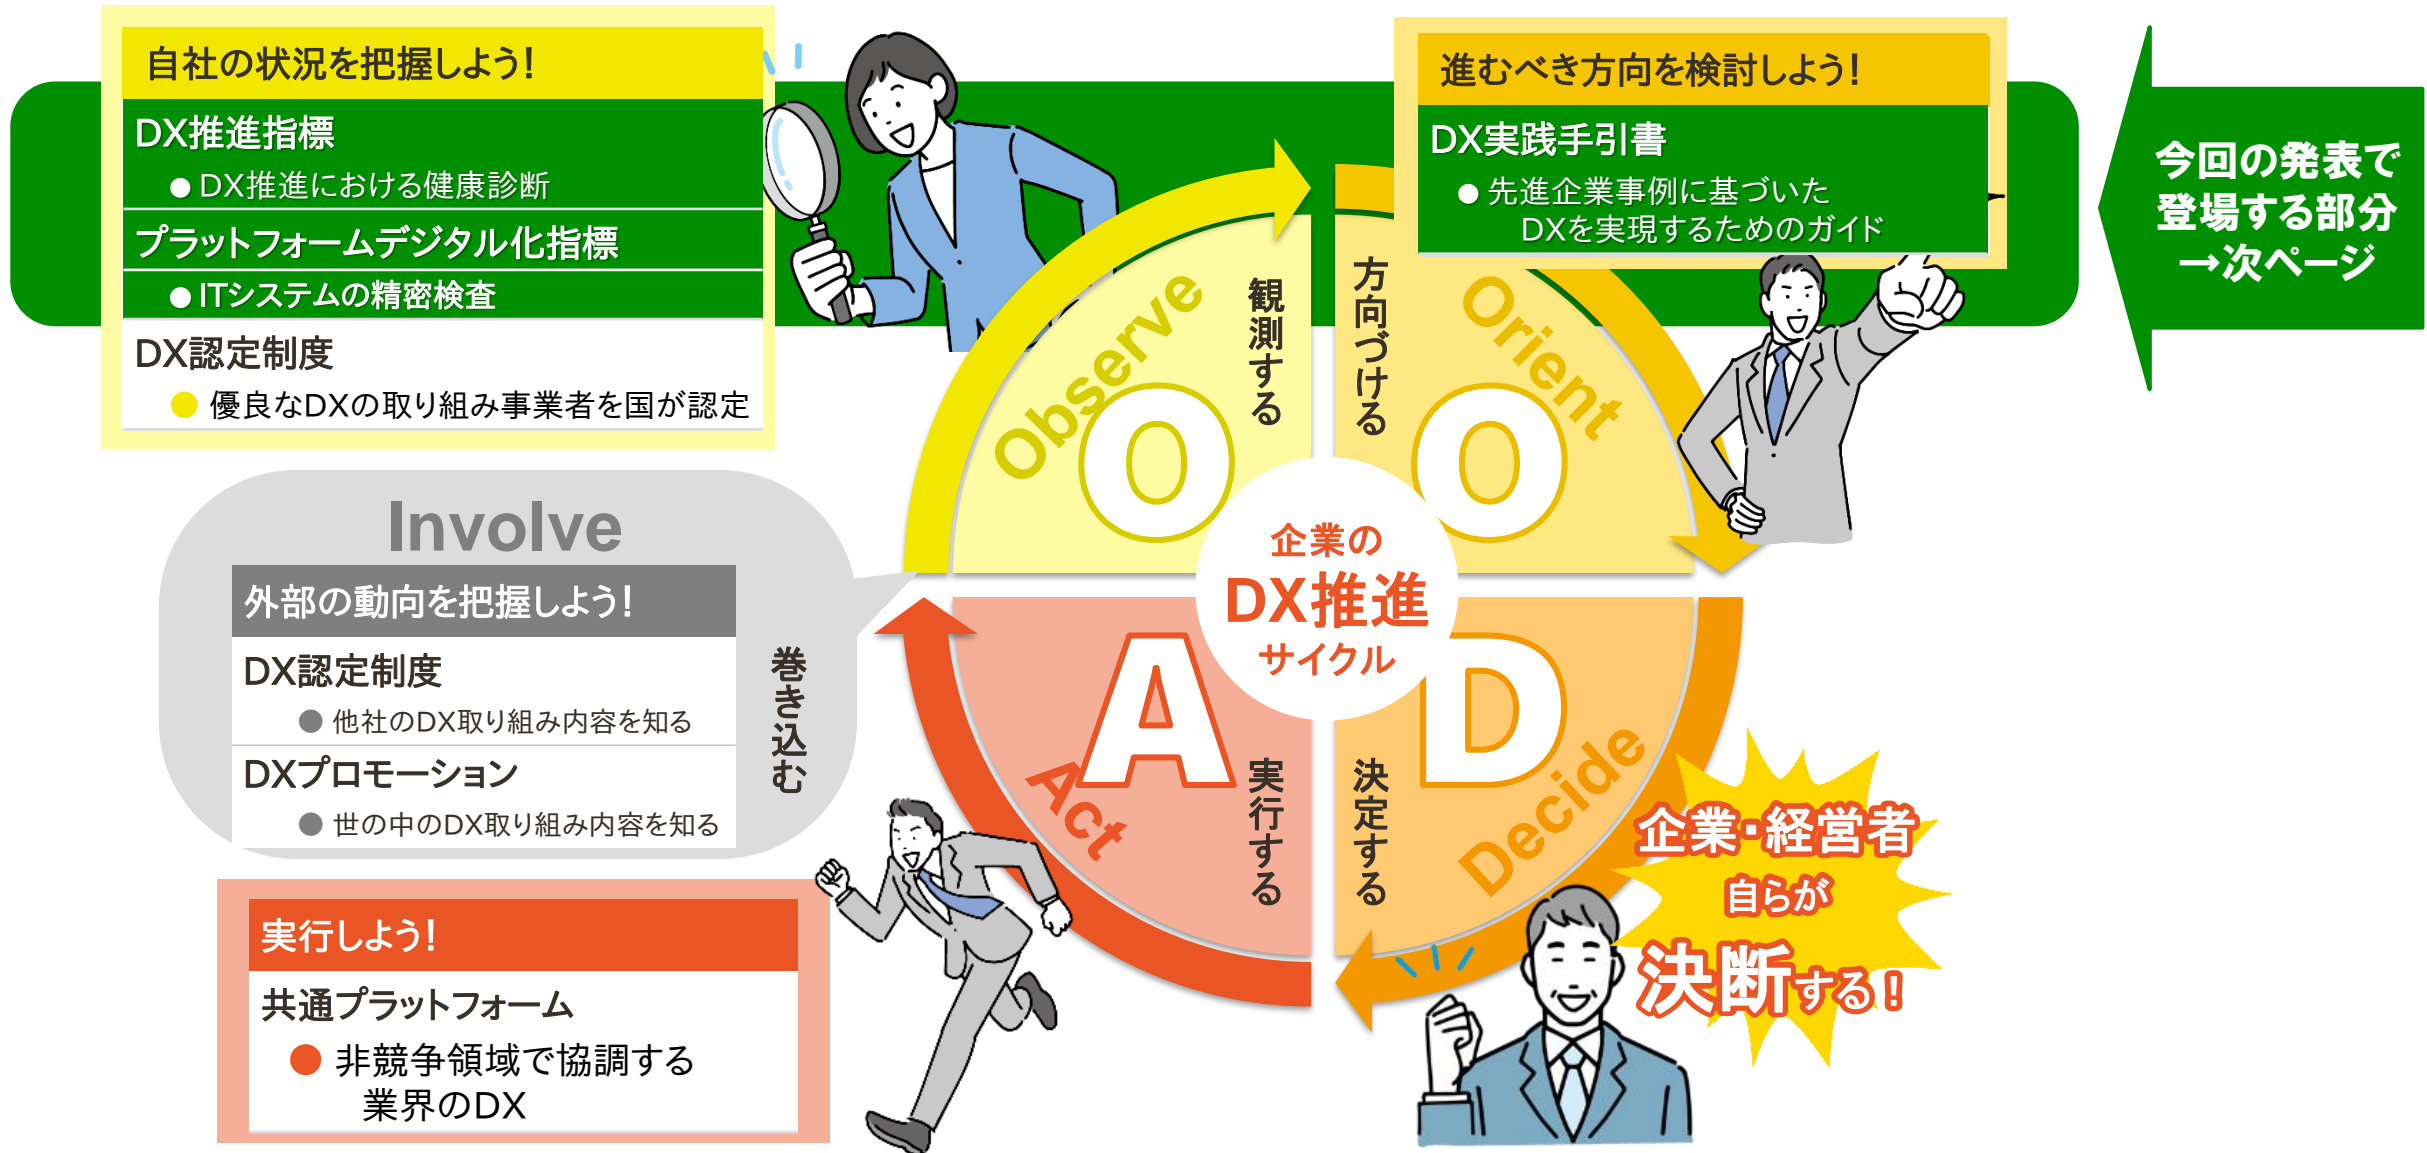 自社の状況を把握しよう!
DX推進指標
● DX推進における健康診断
プラットフォームデジタル化指標
● ITシステムの精密検査
DX認定制度
● 優良なDXの取り組み事業者を国が認定
進むべき方向を検討しよう!
DX実践手引書
● 先進企業事例に基づいた
DXを実現するためのガイド
今回の発表で
登場する部分
→次ページ
Observe
観測する
O
方向づける
Orient
O
企業の
DX推進
サイクル
Involve
外部の動向を把握しよう!
DX認定制度
● 他社のDX取り組み内容を知る
DXプロモーション
● 世の中のDX取り組み内容を知る
巻き込む
A
Act
実行する
D
決定する
Decide
企業・経営者
自らが
決断する!
実行しよう!
共通プラットフォーム
● 非競争領域で協調する
業界のDX